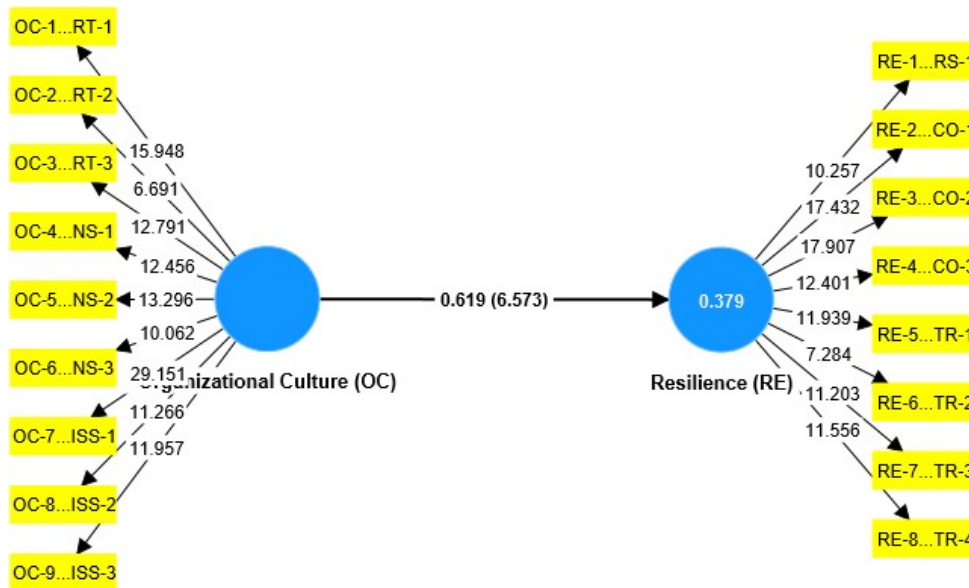 OC-1...RT-1
OC-2...RT-2
OC-3...RT-3
OC-4...NS-1
OC-5...NS-2
OC-6...NS-3
OC-7...ISS-1
OC-8...ISS-2
OC-9...ISS-3
15.948
6.691
12.791
12.456
13.296
10.062
29.151
11.266
11.957
Organizational Culture (OC)
0.619 (6.573)
0.379
Resilience (RE)
10.257
17.432
17.907
12.401
11.939
7.284
11.203
11.556
RE-1...RS-1
RE-2...CO-1
RE-3...CO-2
RE-4...CO-3
RE-5...TR-1
RE-6...TR-2
RE-7...TR-3
RE-8...TR-4